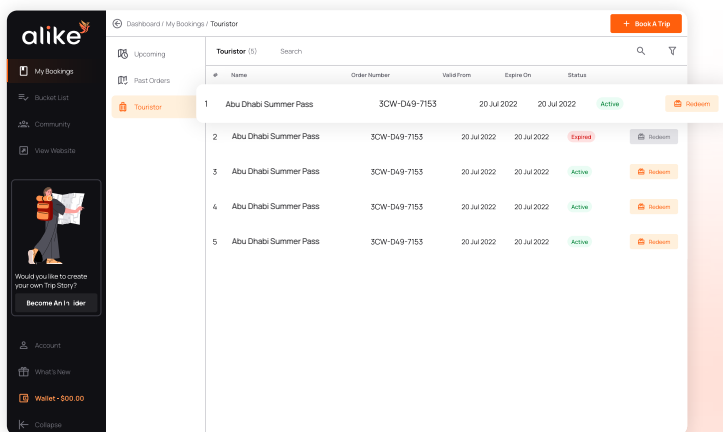 alike
Dashboard / My Bookings / Touristor
+ Book A Trip
My Bookings
Bucket List
Community
View Website
Would you like to create
your own Trip Story?
Become An In ider
Account
What's New
Wallet - $00.00
Collapse
Upcoming
Past Orders
Touristor
Touristor (5) Search
# Name Order Number Valid From Expire On Status
1 Abu Dhabi Summer Pass 3CW-D49-7153 20 Jul 2022 20 Jul 2022 Active Redeem
2 Abu Dhabi Summer Pass 3CW-D49-7153 20 Jul 2022 20 Jul 2022 Expired Redeem
3 Abu Dhabi Summer Pass 3CW-D49-7153 20 Jul 2022 20 Jul 2022 Active Redeem
4 Abu Dhabi Summer Pass 3CW-D49-7153 20 Jul 2022 20 Jul 2022 Active Redeem
5 Abu Dhabi Summer Pass 3CW-D49-7153 20 Jul 2022 20 Jul 2022 Active Redeem